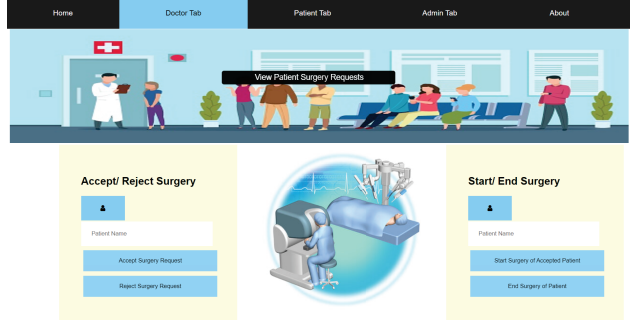 Home
Doctor Tab
Patient Tab
Admin Tab
About
View Patient Surgery Requests
Accept/ Reject Surgery
Patient Name
Accept Surgery Request
Reject Surgery Request
Start/ End Surgery
Patient Name
Start Surgery of Accepted Patient
End Surgery of Patient